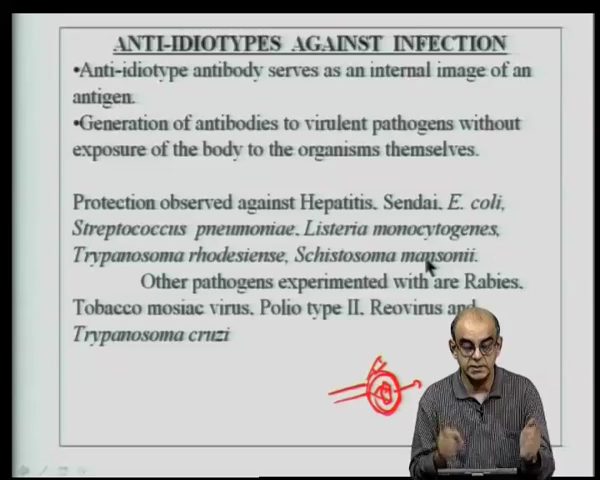 ANTI-IDIOTYPES AGAINST INFECTION
•Anti-idiotype antibody serves as an internal image of an
antigen.
•Generation of antibodies to virulent pathogens without
exposure of the body to the organisms themselves.
Protection observed against Hepatitis, Sendai, E. coli,
Streptococcus pneumoniae, Listeria monocytogenes,
Trypanosoma rhodesiense, Schistosoma mansonii.
Other pathogens experimented with are Rabies,
Tobacco mosiac virus, Polio type II, Reovirus and
Trypanosoma cruzi